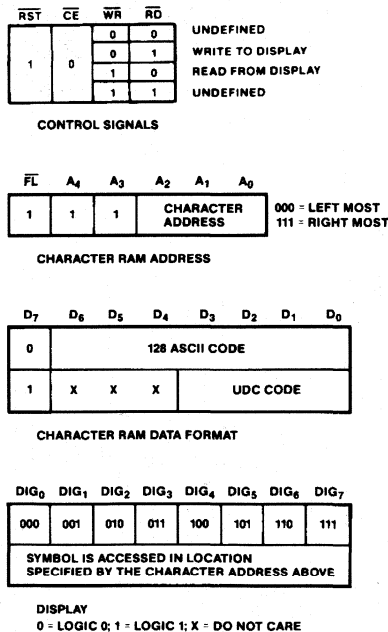 RST CE WR RD
0 0 UNDEFINED
0 1 WRITE TO DISPLAY
1 0 1 0 READ FROM DISPLAY
1 1 UNDEFINED
CONTROL SIGNALS
FL A4 A3 A2 A1 A0
1 1 1 CHARACTER ADDRESS
000 = LEFT MOST
111 = RIGHT MOST
CHARACTER RAM ADDRESS
D7 D6 D5 D4 D3 D2 D1 D0
0 128 ASCII CODE
1 X X X UDC CODE
CHARACTER RAM DATA FORMAT
DIG0 DIG1 DIG2 DIG3 DIG4 DIG5 DIG6 DIG7
000 001 010 011 100 101 110 111
SYMBOL IS ACCESSED IN LOCATION
SPECIFIED BY THE CHARACTER ADDRESS ABOVE
DISPLAY
0 = LOGIC 0; 1 = LOGIC 1; X = DO NOT CARE